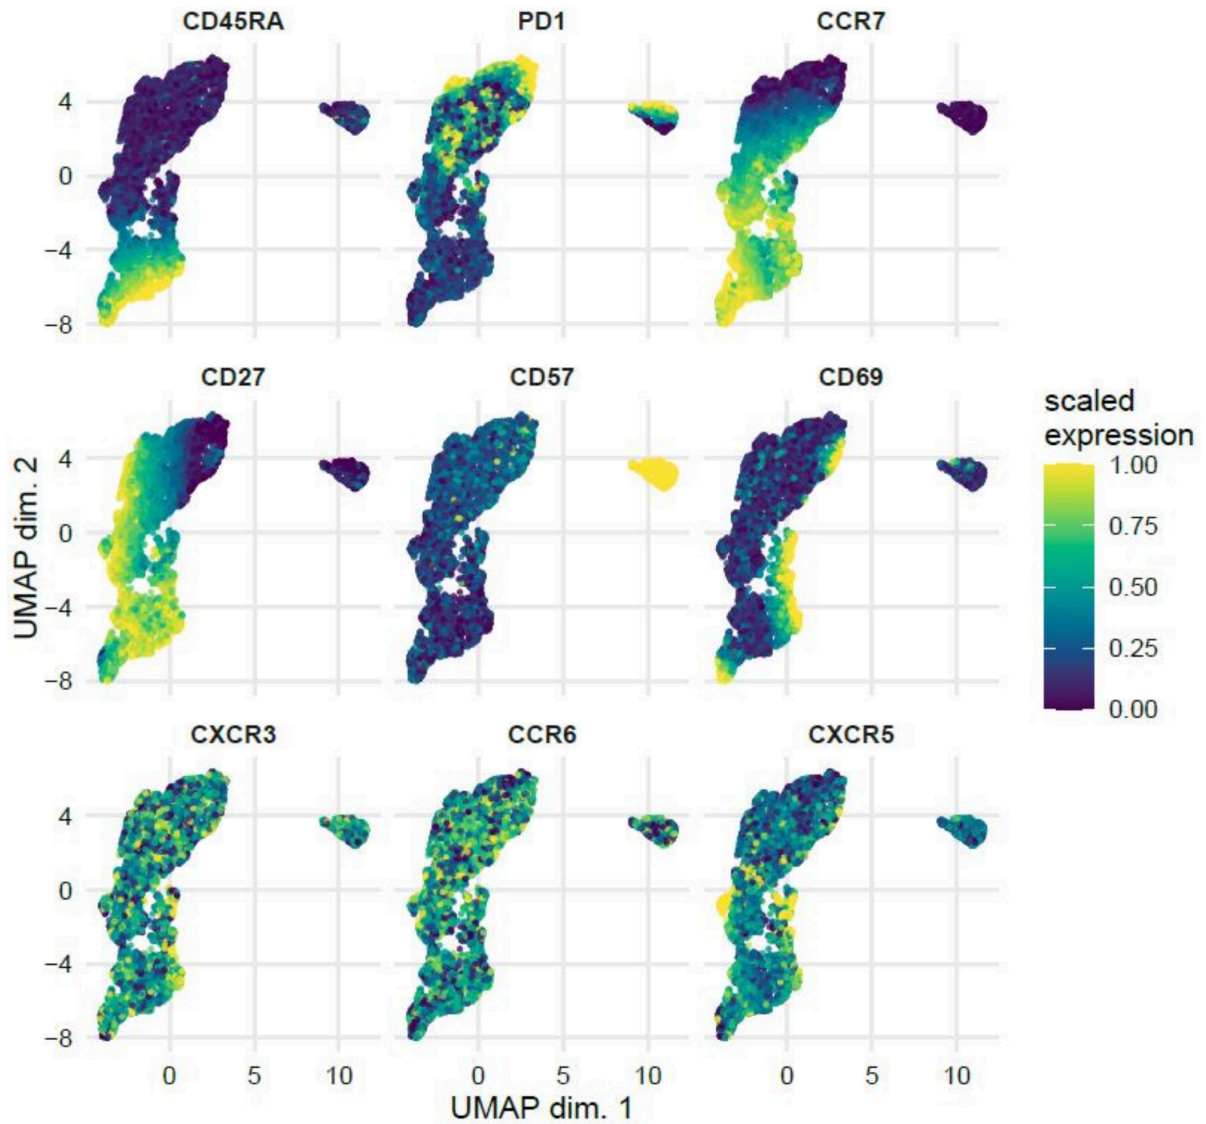 CD45RA
PD1
CCR7
4
0
−4
−8
CD27
CD57
CD69
4
0
−4
−8
CXCR3
CCR6
CXCR5
4
0
−4
−8
0 5 10
0 5 10
0 5 10
UMAP dim. 1
UMAP dim. 2
scaled
expression
1.00
0.75
0.50
0.25
0.00